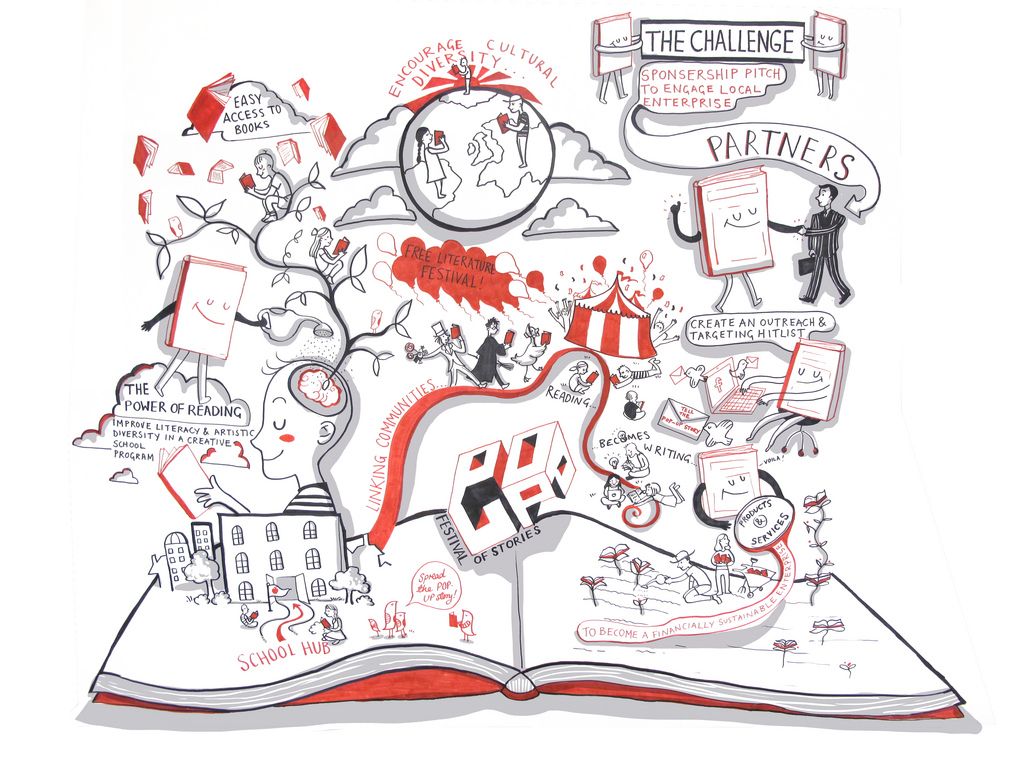 EASY
ACCESS TO
BOOKS
ENCOURAGE CULTURAL
DIVERSITY...
THE CHALLENGE
SPONSERSHIP PITCH
TO ENGAGE LOCAL
ENTERPRISE
PARTNERS
FREE LITERATURE
FESTIVAL!
CREATE AN OUTREACH &
TARGETING HITLIST
THE
POWER OF READING
IMPROVE LITERACY & ARTISTIC
DIVERSITY IN A CREATIVE
SCHOOL
PROGRAM
LINKING COMMUNITIES...
READING...
...BECOMES
WRITING...
TELL
THE
POP-UP STORY
f
VOILA!
POP
UP
FESTIVAL OF STORIES
PRODUCTS
&
SERVICES
TO BECOME A FINANCIALLY SUSTAINABLE ENTERPRISE
Spread
the POP-
UP story!
SCHOOL HUB